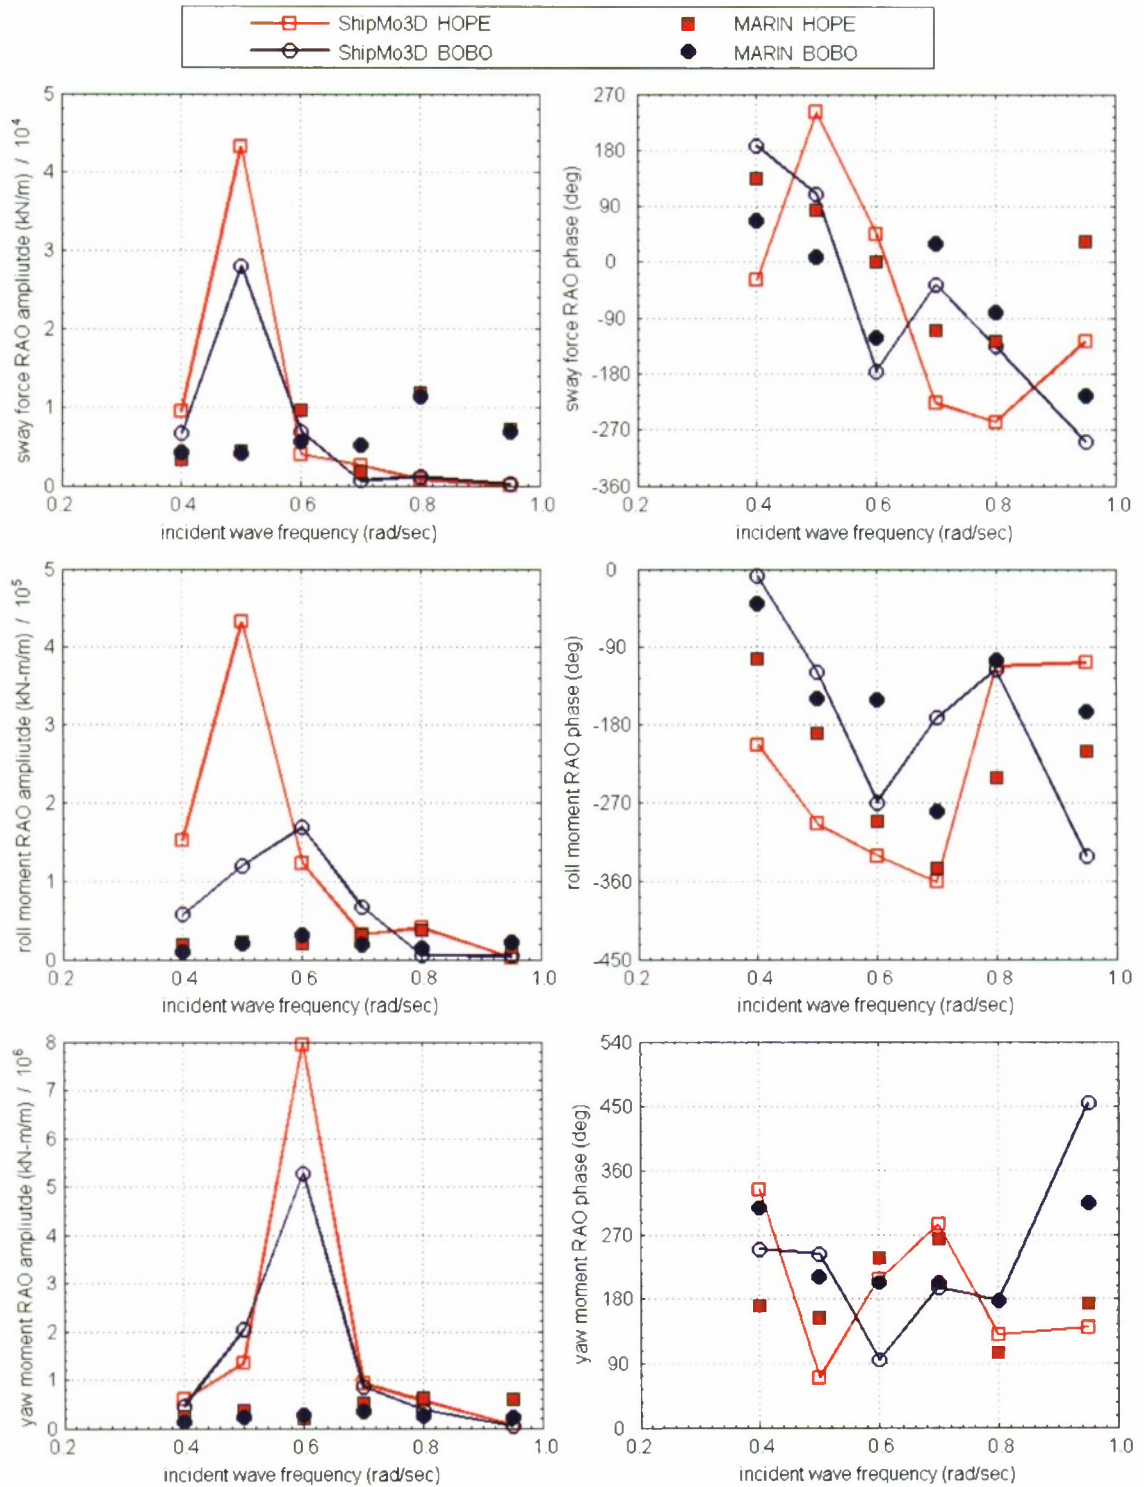 ShipMo3D HOPE MARIN HOPE
ShipMo3D BOBO MARIN BOBO
5
4
3
2
1
0
0.2 0.4 0.6 0.8 1.0
sway force RAO ampliutde (kN/m) / 10⁴
incident wave frequency (rad/sec)
270
180
90
0
-90
-180
-270
-360
0.2 0.4 0.6 0.8 1.0
sway force RAO phase (deg)
incident wave frequency (rad/sec)
5
4
3
2
1
0
0.2 0.4 0.6 0.8 1.0
roll moment RAO ampliutde (kN-m/m) / 10⁵
incident wave frequency (rad/sec)
0
-90
-180
-270
-360
-450
0.2 0.4 0.6 0.8 1.0
roll moment RAO phase (deg)
incident wave frequency (rad/sec)
8
7
6
5
4
3
2
1
0
0.2 0.4 0.6 0.8 1.0
yaw moment RAO ampliutde (kN-m/m) / 10⁶
incident wave frequency (rad/sec)
540
450
360
270
180
90
0
0.2 0.4 0.6 0.8 1.0
yaw moment RAO phase (deg)
incident wave frequency (rad/sec)